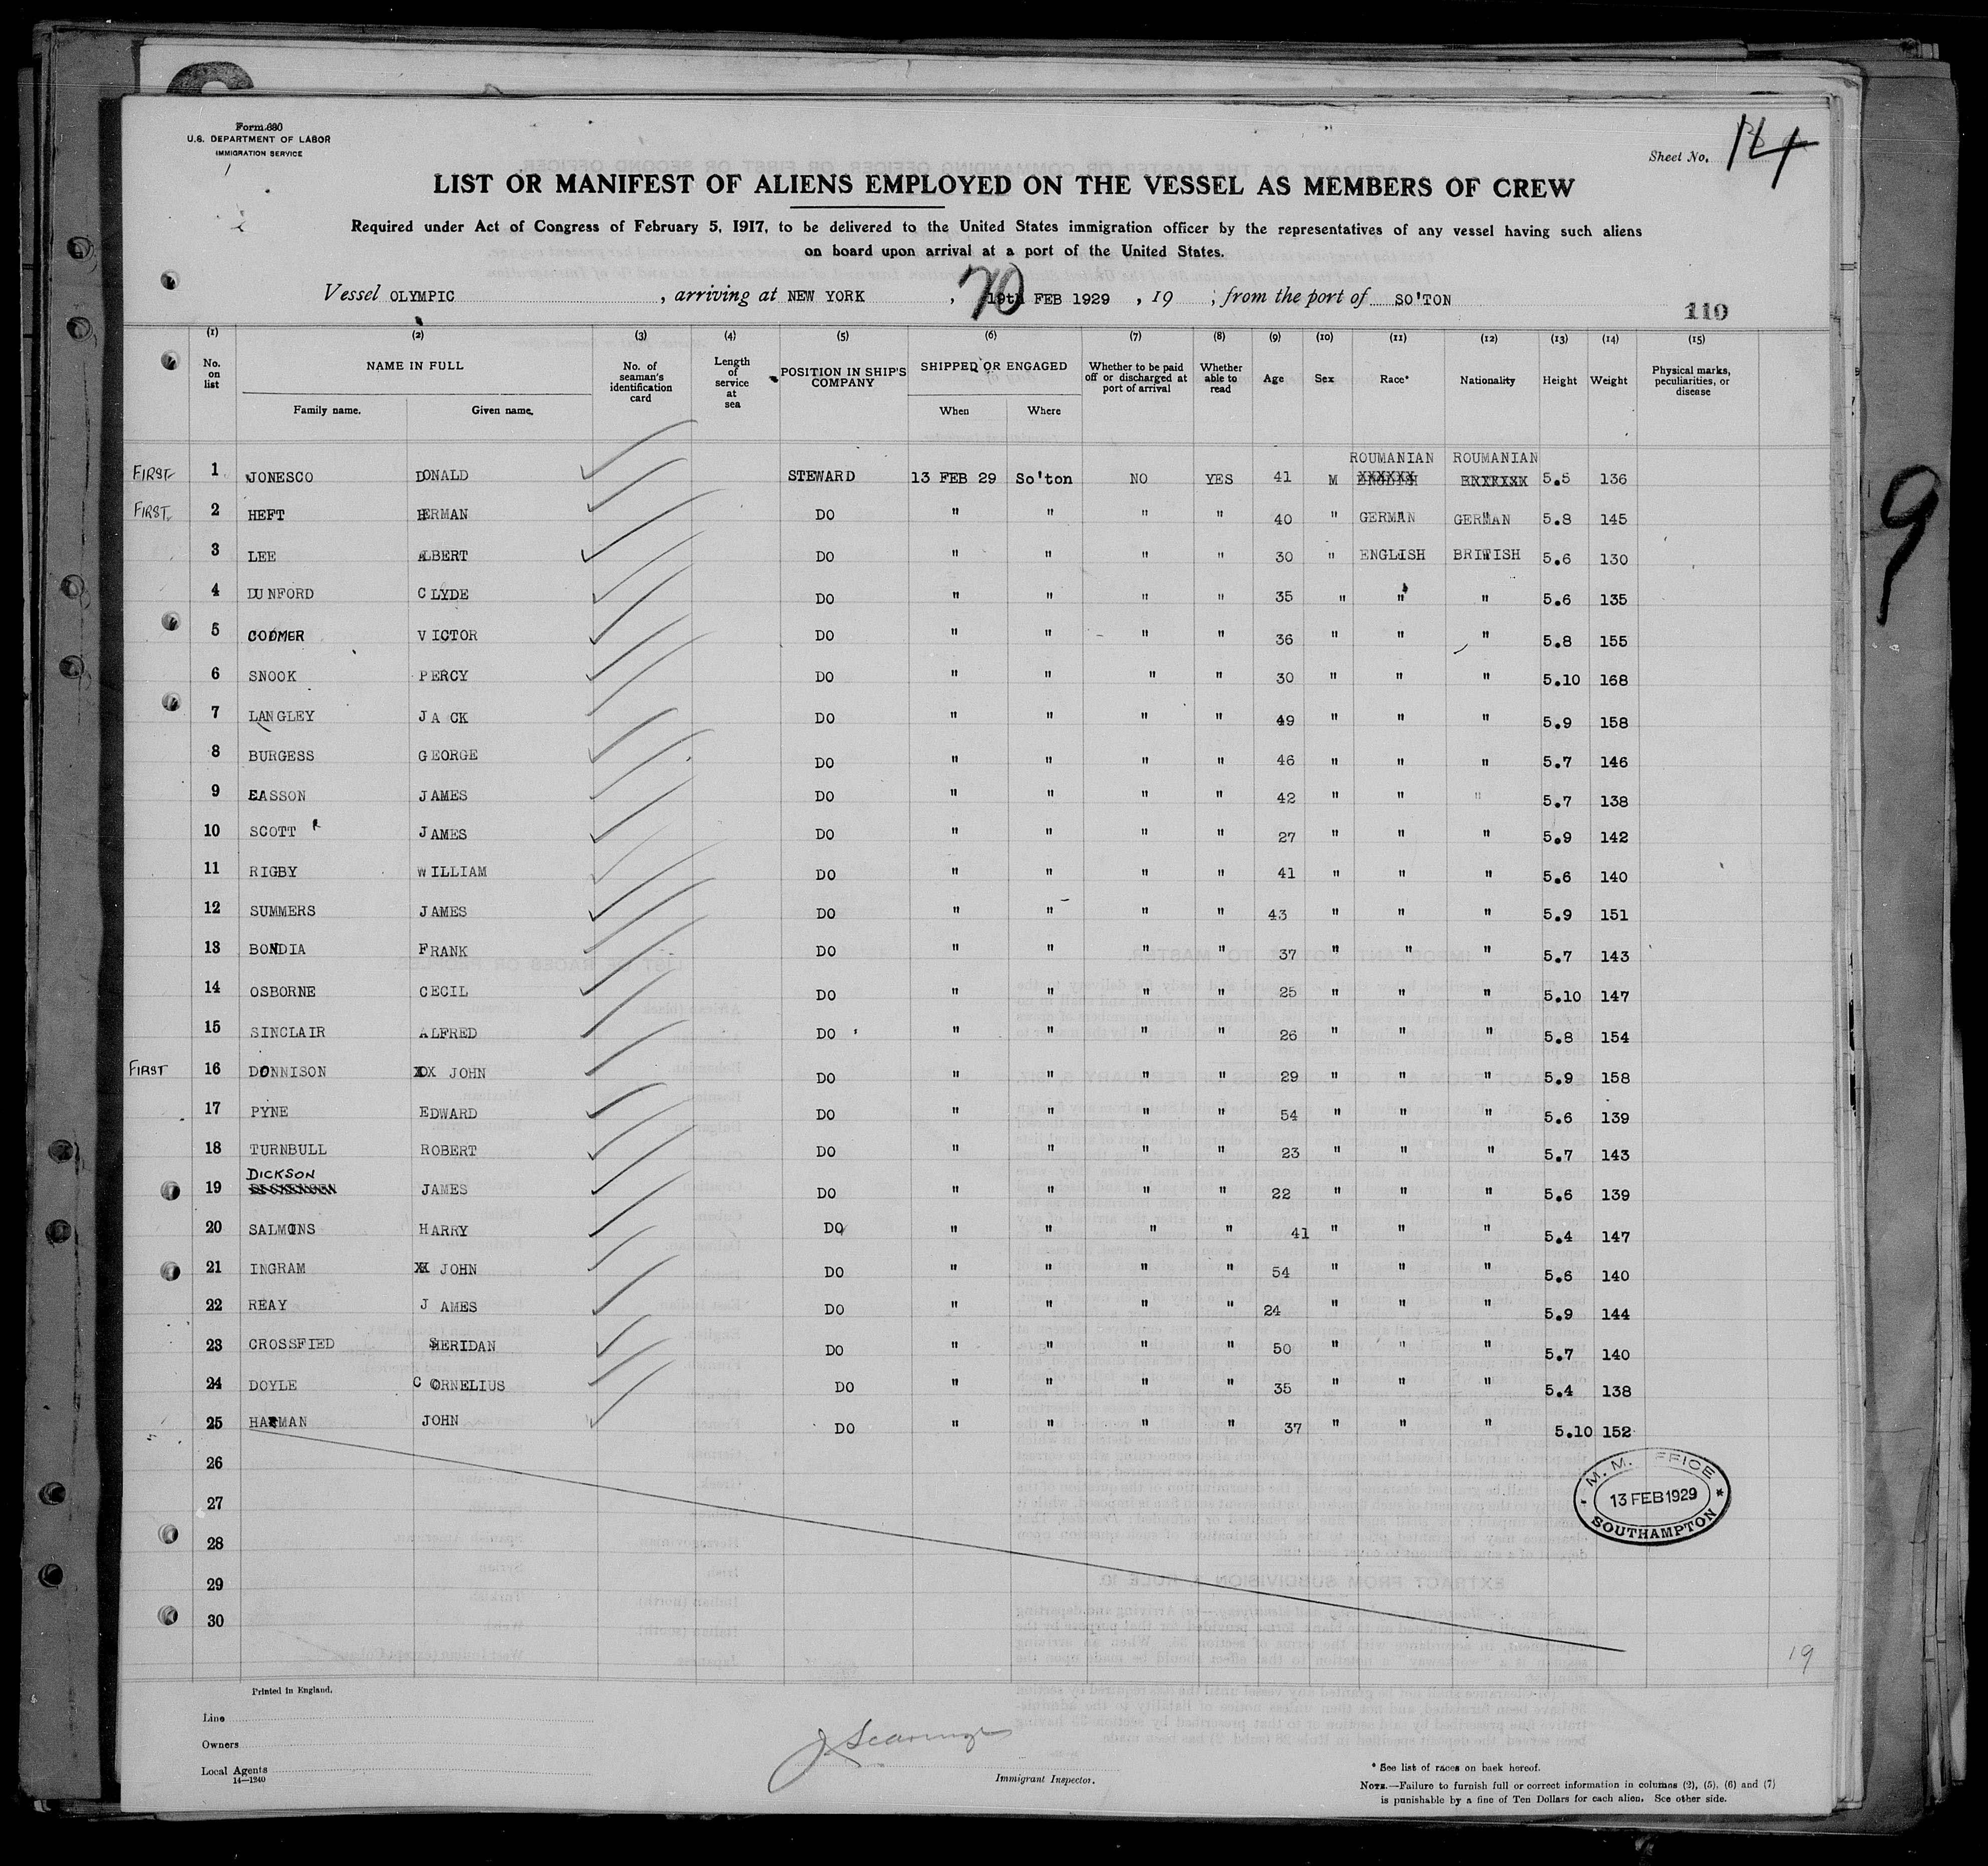 Form 680
U.S. DEPARTMENT OF LABOR
IMMIGRATION SERVICE
Sheet No.
LIST OR MANIFEST OF ALIENS EMPLOYED ON THE VESSEL AS MEMBERS OF CREW
Required under Act of Congress of February 5, 1917, to be delivered to the United States immigration officer by the representatives of any vessel having such aliens
on board upon arrival at a port of the United States.
Vessel OLYMPIC , arriving at NEW YORK , 19th FEB 1929 , 19 ; from the port of SO'TON
110
(1) (2) (3) (4) (5) (6) (7) (8) (9) (10) (11) (12) (13) (14) (15)
No. on list NAME IN FULL Family name. Given name. No. of seaman's identification card Length of service at sea POSITION IN SHIP'S COMPANY SHIPPED OR ENGAGED When Where Whether to be paid off or discharged at port of arrival Whether able to read Age Sex Race* Nationality Height Weight Physical marks, peculiarities, or disease
ROUMANIAN ROUMANIAN
FIRST 1 JONESCO DONALD STEWARD 13 FEB 29 So'ton NO YES 41 M 5.5 136
FIRST 2 HEFT HERMAN DO " " " " 40 " GERMAN GERMAN 5.8 145
3 LEE ALBERT DO " " " " 30 " ENGLISH BRITISH 5.6 130
4 DUNFORD CLYDE DO " " " " 35 " " " 5.6 135
5 VICTOR DO " " " " 36 " " " 5.8 155
6 SNOOK PERCY DO " " " " 30 " " " 5.10 168
7 LANGLEY JACK DO " " " " 49 " " " 5.9 158
8 BURGESS GEORGE DO " " " " 46 " " " 5.7 146
9 EASSON JAMES DO " " " " 42 " " " 5.7 138
10 SCOTT JAMES DO " " " " 27 " " " 5.9 142
11 RIGBY WILLIAM DO " " " " 41 " " " 5.6 140
12 SUMMERS JAMES DO " " " " 43 " " " 5.9 151
13 BONDIA FRANK DO " " " " 37 " " " 5.7 143
14 OSBORNE CECIL DO " " " " 25 " " " 5.10 147
15 SINCLAIR ALFRED DO " " " " 26 " " " 5.8 154
FIRST 16 DONNISON JOHN DO " " " " 29 " " " 5.9 158
17 PYNE EDWARD DO " " " " 54 " " " 5.6 139
18 TURNBULL ROBERT DO " " " " 23 " " " 5.7 143
19 DICKSON JAMES DO " " " " 22 " " " 5.6 139
20 SALMONS HARRY DO " " " " 41 " " " 5.4 147
21 INGRAM XX JOHN DO " " " " 54 " " " 5.6 140
22 REAY JAMES DO " " " " 24 " " " 5.9 144
23 CROSSFIED SHERIDAN DO " " " " 50 " " " 5.7 140
24 DOYLE CORNELIUS DO " " " " 35 " " " 5.4 138
25 HARMAN JOHN DO " " " " 37 " " " 5.10 152
26
27
28
29
30
M. M. OFFICE
13 FEB 1929
SOUTHAMPTON
9
19
Printed in England.
Line
Owners
Local Agents
14—1240
Immigrant Inspector.
* See list of races on back hereof.
NOTE.—Failure to furnish full or correct information in columns (2), (5), (6) and (7)
is punishable by a fine of Ten Dollars for each alien. See other side.